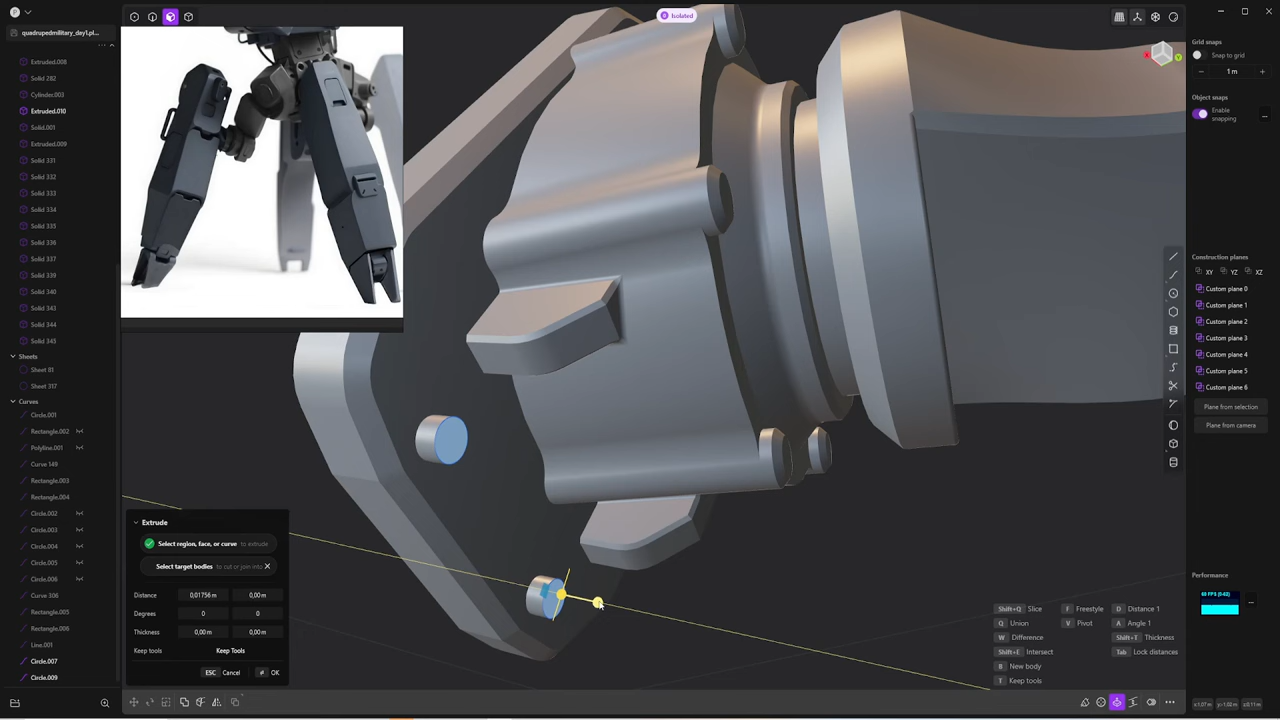 P
quadrupedmilitary_day1.pl...
Isolated
Extruded.008
Solid 282
Cylinder.003
Extruded.010
Solid.001
Extruded.009
Solid 331
Solid 332
Solid 333
Solid 334
Solid 335
Solid 336
Solid 337
Solid 339
Solid 340
Solid 343
Solid 344
Solid 345
Sheets
Sheet 81
Sheet 317
Curves
Circle.001
Rectangle.002
Polyline.001
Curve 149
Rectangle.003
Rectangle.004
Circle.002
Circle.003
Circle.004
Circle.005
Circle.006
Curve 306
Rectangle.005
Rectangle.006
Line.001
Circle.007
Circle.009
Extrude
Select region, face, or curve to extrude
Select target bodies to cut or join into X
Distance 0,01756 m 0,00 m
Degrees 0 0
Thickness 0,00 m 0,00 m
Keep tools Keep Tools
ESC Cancel OK
Shift+Q Slice F Freestyle D Distance 1
Q Union V Pivot A Angle 1
W Difference Shift+T Thickness
Shift+E Intersect Tab Lock distances
B New body
T Keep tools
X
Y
Grid snaps
Snap to grid
− 1 m +
Object snaps
Enable snapping ...
Construction planes
XY YZ XZ
Custom plane 0
Custom plane 1
Custom plane 2
Custom plane 3
Custom plane 4
Custom plane 5
Custom plane 6
Plane from selection
Plane from camera
Performance